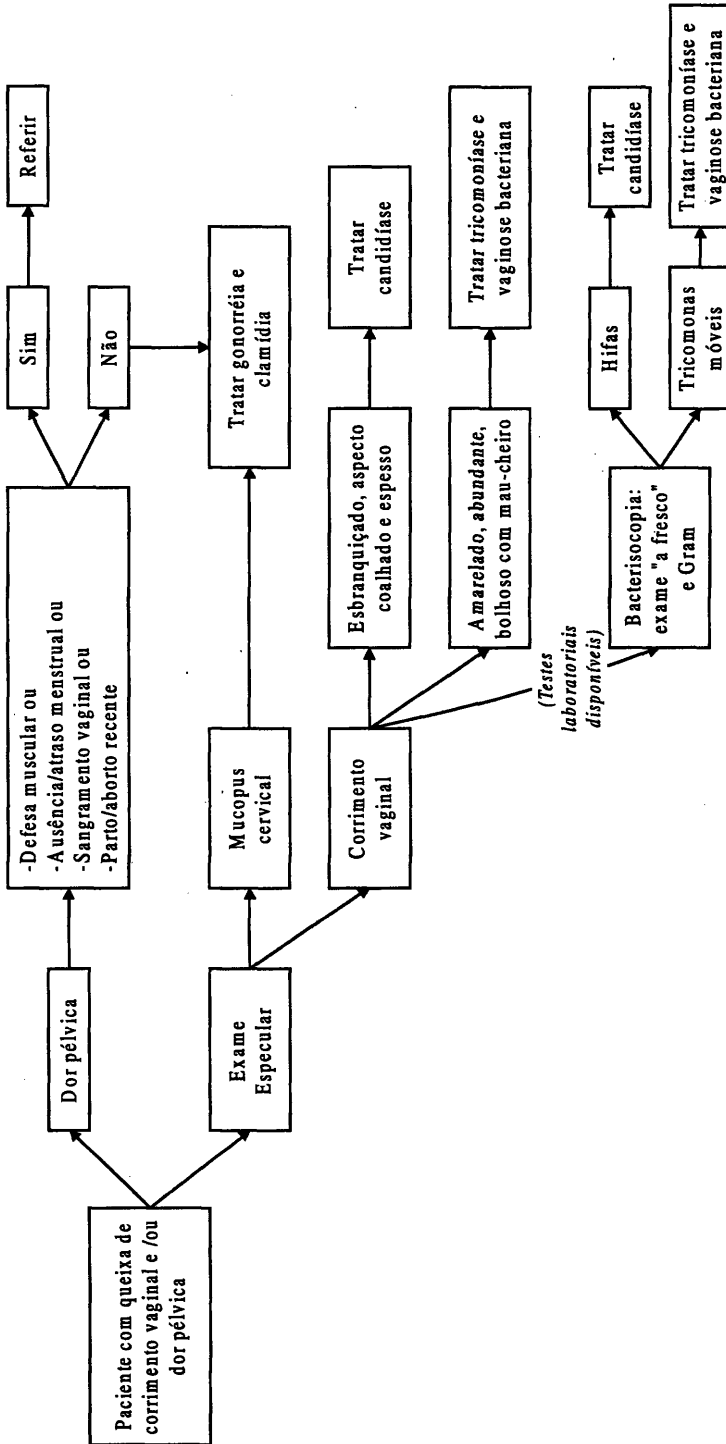 Paciente com queixa de
corrimento vaginal e /ou
dor pélvica
Dor pélvica
-Defesa muscular ou
-Ausência/atraso menstrual ou
-Sangramento vaginal ou
-Parto/aborto recente
Sim
Referir
Não
Exame
Especular
Mucopus
cervical
Tratar gonorréia e
clamídia
Corrimento
vaginal
Esbranquiçado, aspecto
coalhado e espesso
Tratar
candidíase
Amarelado, abundante,
bolhoso com mau-cheiro
Tratar tricomoníase e
vaginose bacteriana
(Testes
laboratoriais
disponíveis)
Bacterisocopia:
exame "a fresco"
e Gram
Hifas
Tratar
candidíase
Tricomonas
móveis
Tratar tricomoníase e
vaginose bacteriana